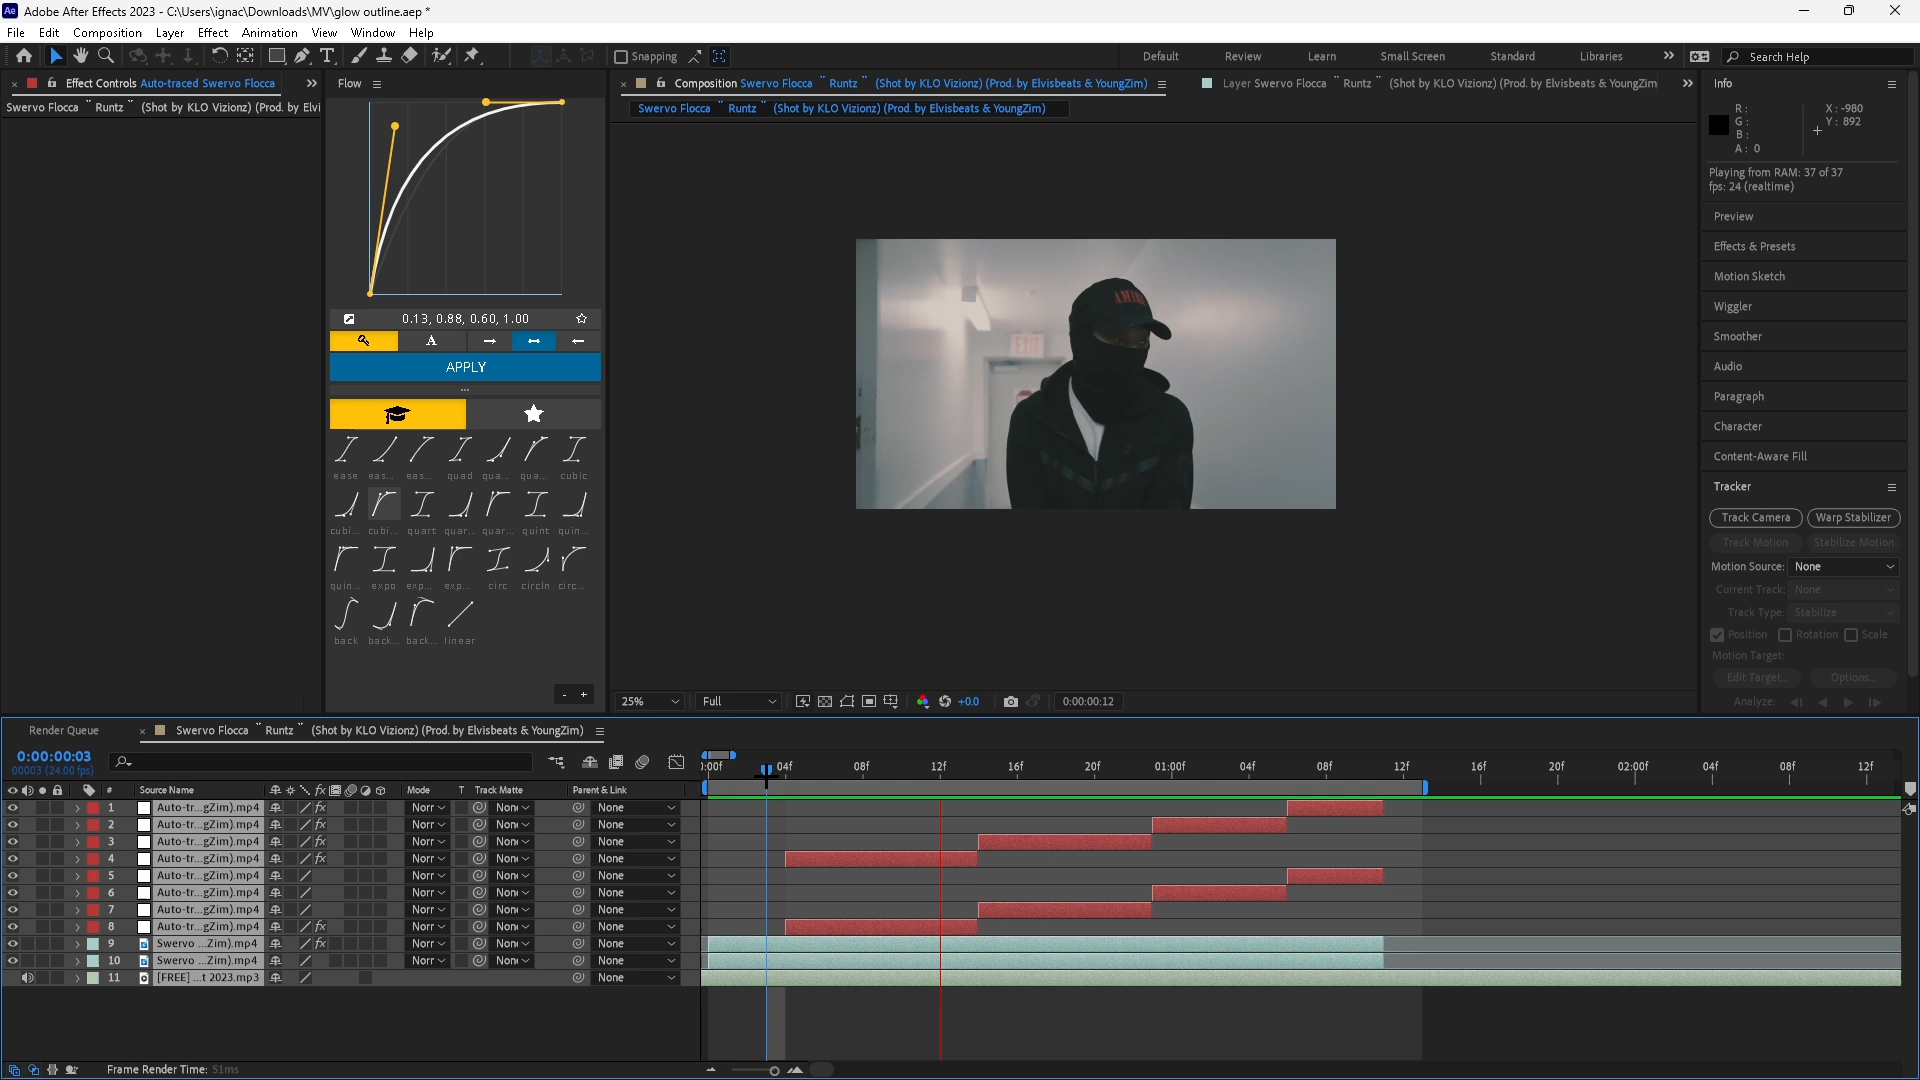 Adobe After Effects 2023 - C:\Users\ignac\Downloads\MV\glow outline.aep *
File Edit Composition Layer Effect Animation View Window Help
Snapping
Default Review Learn Small Screen Standard Libraries
Search Help
Effect Controls Auto-traced Swervo Flocca
Swervo Flocca ˇ Runtz ˇ (Shot by KLO Vizionz) (Prod. by Elvi
Flow
0.13, 0.88, 0.60, 1.00
A
APPLY
ease eas... eas... quad qua... qua... cubic
cubi... cubi... quart quar... quar... quint quin...
quin... expo exp... exp... circ circIn circ...
back back... back... linear
- +
Composition Swervo Flocca ˇ Runtz ˇ (Shot by KLO Vizionz) (Prod. by Elvisbeats & YoungZim)
Layer Swervo Flocca ˇ Runtz ˇ (Shot by KLO Vizionz) (Prod. by Elvisbeats & YoungZim
Swervo Flocca ˇ Runtz ˇ (Shot by KLO Vizionz) (Prod. by Elvisbeats & YoungZim)
AMIRI
EXIT
25% Full +0.0 0:00:00:12
Info
R: X: -980
G: Y: 892
B:
A: 0
Playing from RAM: 37 of 37
fps: 24 (realtime)
Preview
Effects & Presets
Motion Sketch
Wiggler
Smoother
Audio
Paragraph
Character
Content-Aware Fill
Tracker
Track Camera Warp Stabilizer
Track Motion Stabilize Motion
Motion Source: None
Current Track: None
Track Type: Stabilize
Position Rotation Scale
Motion Target:
Edit Target... Options...
Analyze:
Render Queue
Swervo Flocca ˇ Runtz ˇ (Shot by KLO Vizionz) (Prod. by Elvisbeats & YoungZim)
0:00:00:03
00003 (24.00 fps)
):00f 04f 08f 12f 16f 20f 01:00f 04f 08f 12f 16f 20f 02:00f 04f 08f 12f
# Source Name fx Mode T Track Matte Parent & Link
1 Auto-tr...gZim).mp4 fx Norr None None
2 Auto-tr...gZim).mp4 fx Norr None None
3 Auto-tr...gZim).mp4 fx Norr None None
4 Auto-tr...gZim).mp4 fx Norr None None
5 Auto-tr...gZim).mp4 Norr None None
6 Auto-tr...gZim).mp4 Norr None None
7 Auto-tr...gZim).mp4 Norr None None
8 Auto-tr...gZim).mp4 fx Norr None None
9 Swervo ...Zim).mp4 fx Norr None None
10 Swervo ...Zim).mp4 Norr None None
11 [FREE] ...t 2023.mp3 None
Frame Render Time: 51ms